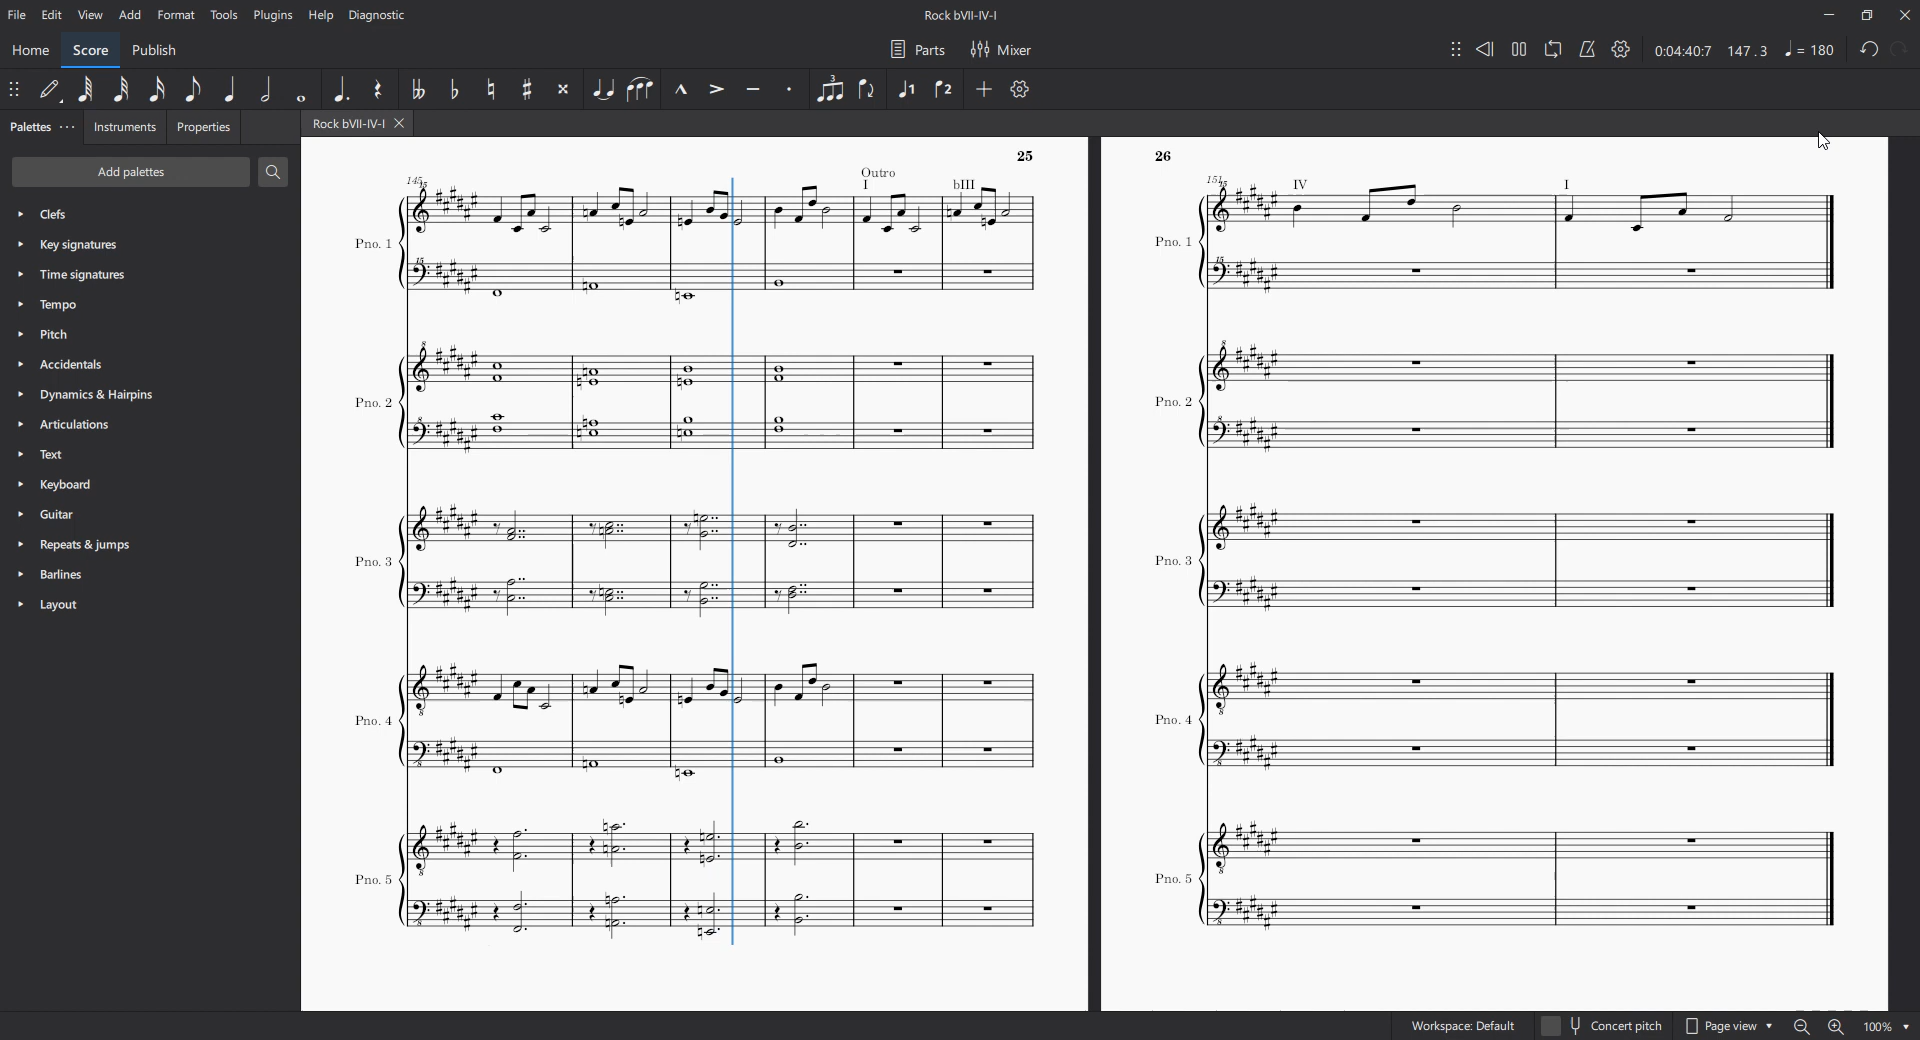 File Edit View Add Format Tools Plugins Help Diagnostic
Rock bVII-IV-I
Home Score Publish
Parts Mixer
0:04:40:7 147 . 3 = 180
3
1 2
Palettes Instruments Properties
Rock bVII-IV-I
Add palettes
Clefs
Key signatures
Time signatures
Tempo
Pitch
Accidentals
Dynamics & Hairpins
Articulations
Text
Keyboard
Guitar
Repeats & jumps
Barlines
Layout
25
Outro
145
I bIII
Pno. 1
Pno. 2
Pno. 3
Pno. 4
Pno. 5
26
151
IV I
Pno. 1
Pno. 2
Pno. 3
Pno. 4
Pno. 5
Workspace: Default Concert pitch Page view 100%